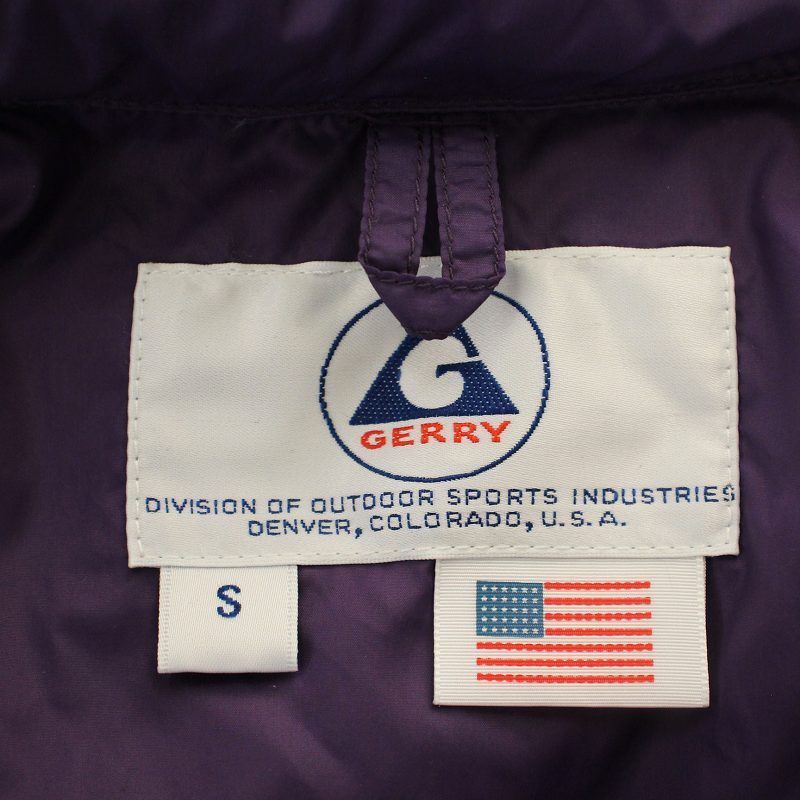 G
GERRY
DIVISION OF OUTDOOR SPORTS INDUSTRIES
DENVER, COLORADO, U.S.A.
S